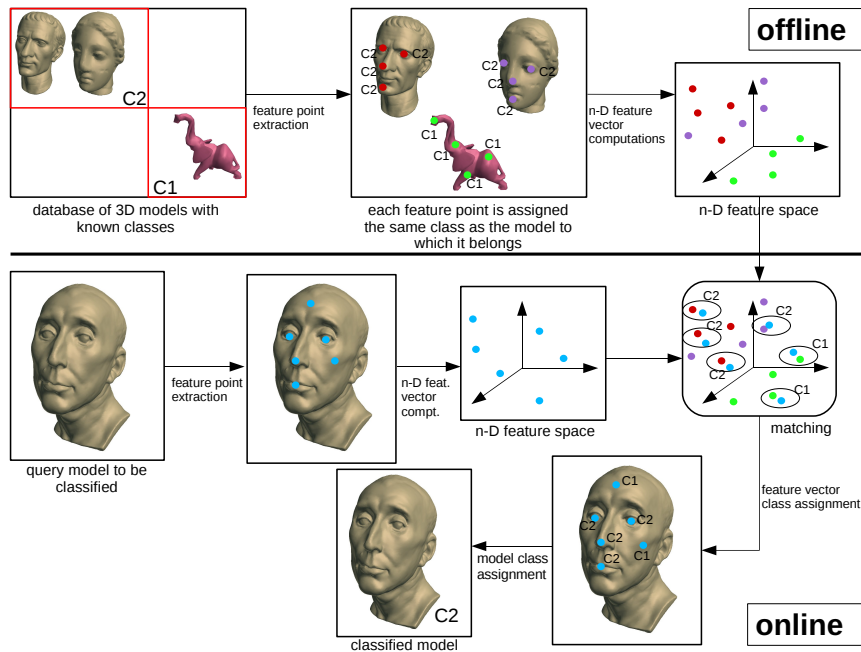 offline
C2
C1
feature point
extraction
C2
C2
C2
C2
C2
C2
C2
C2
C1
C1
C1
C1
n-D feature
vector
computations
database of 3D models with
known classes
each feature point is assigned
the same class as the model to
which it belongs
n-D feature space
feature point
extraction
n-D feat.
vector
compt.
n-D feature space
C2
C2
C2
C1
C2
C1
matching
query model to be
classified
feature vector
class assignment
C1
C2
C2
C2
C1
C2
model class
assignment
C2
classified model
online